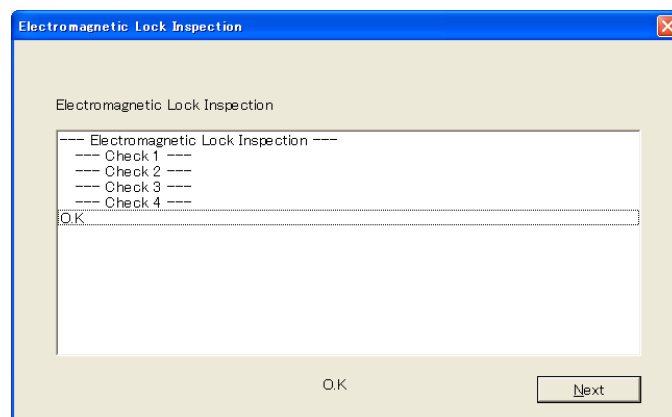 Electromagnetic Lock Inspection
Electromagnetic Lock Inspection
--- Electromagnetic Lock Inspection ---
--- Check 1 ---
--- Check 2 ---
--- Check 3 ---
--- Check 4 ---
O.K
O.K
Next